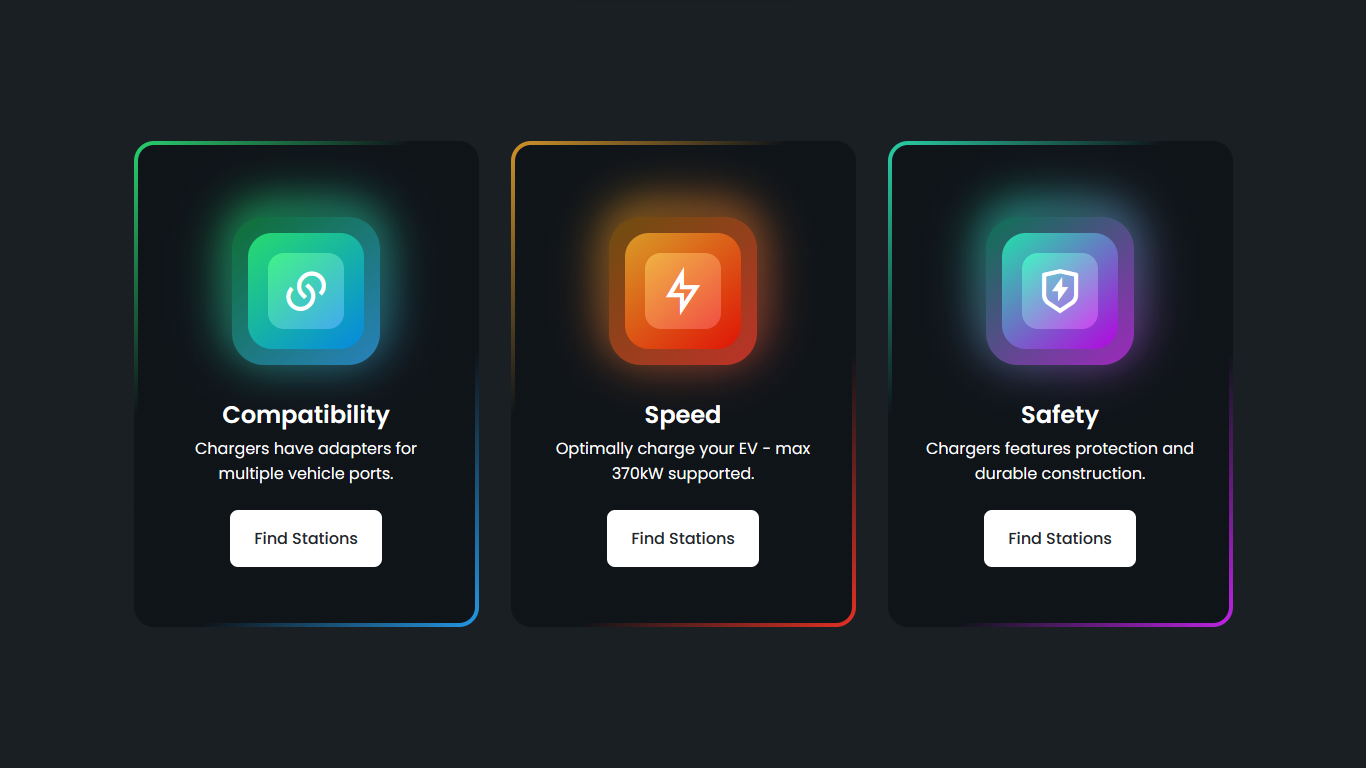 Compatibility
Chargers have adapters for
multiple vehicle ports.
Find Stations
Speed
Optimally charge your EV - max
370kW supported.
Find Stations
Safety
Chargers features protection and
durable construction.
Find Stations